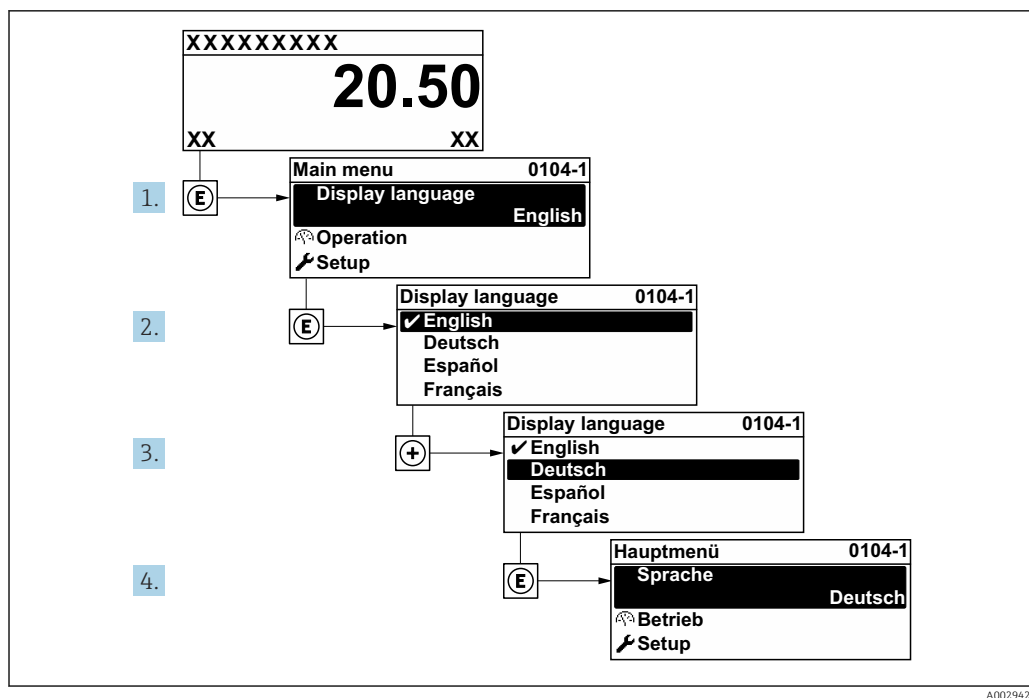 XXXXXXXXX
20.50
XX XX
1.
E
Main menu 0104-1
Display language
English
Operation
Setup
2.
E
Display language 0104-1
✔ English
Deutsch
Español
Français
3.
+
Display language 0104-1
✔ English
Deutsch
Español
Français
4.
E
Hauptmenü 0104-1
Sprache
Deutsch
Betrieb
Setup
A002942